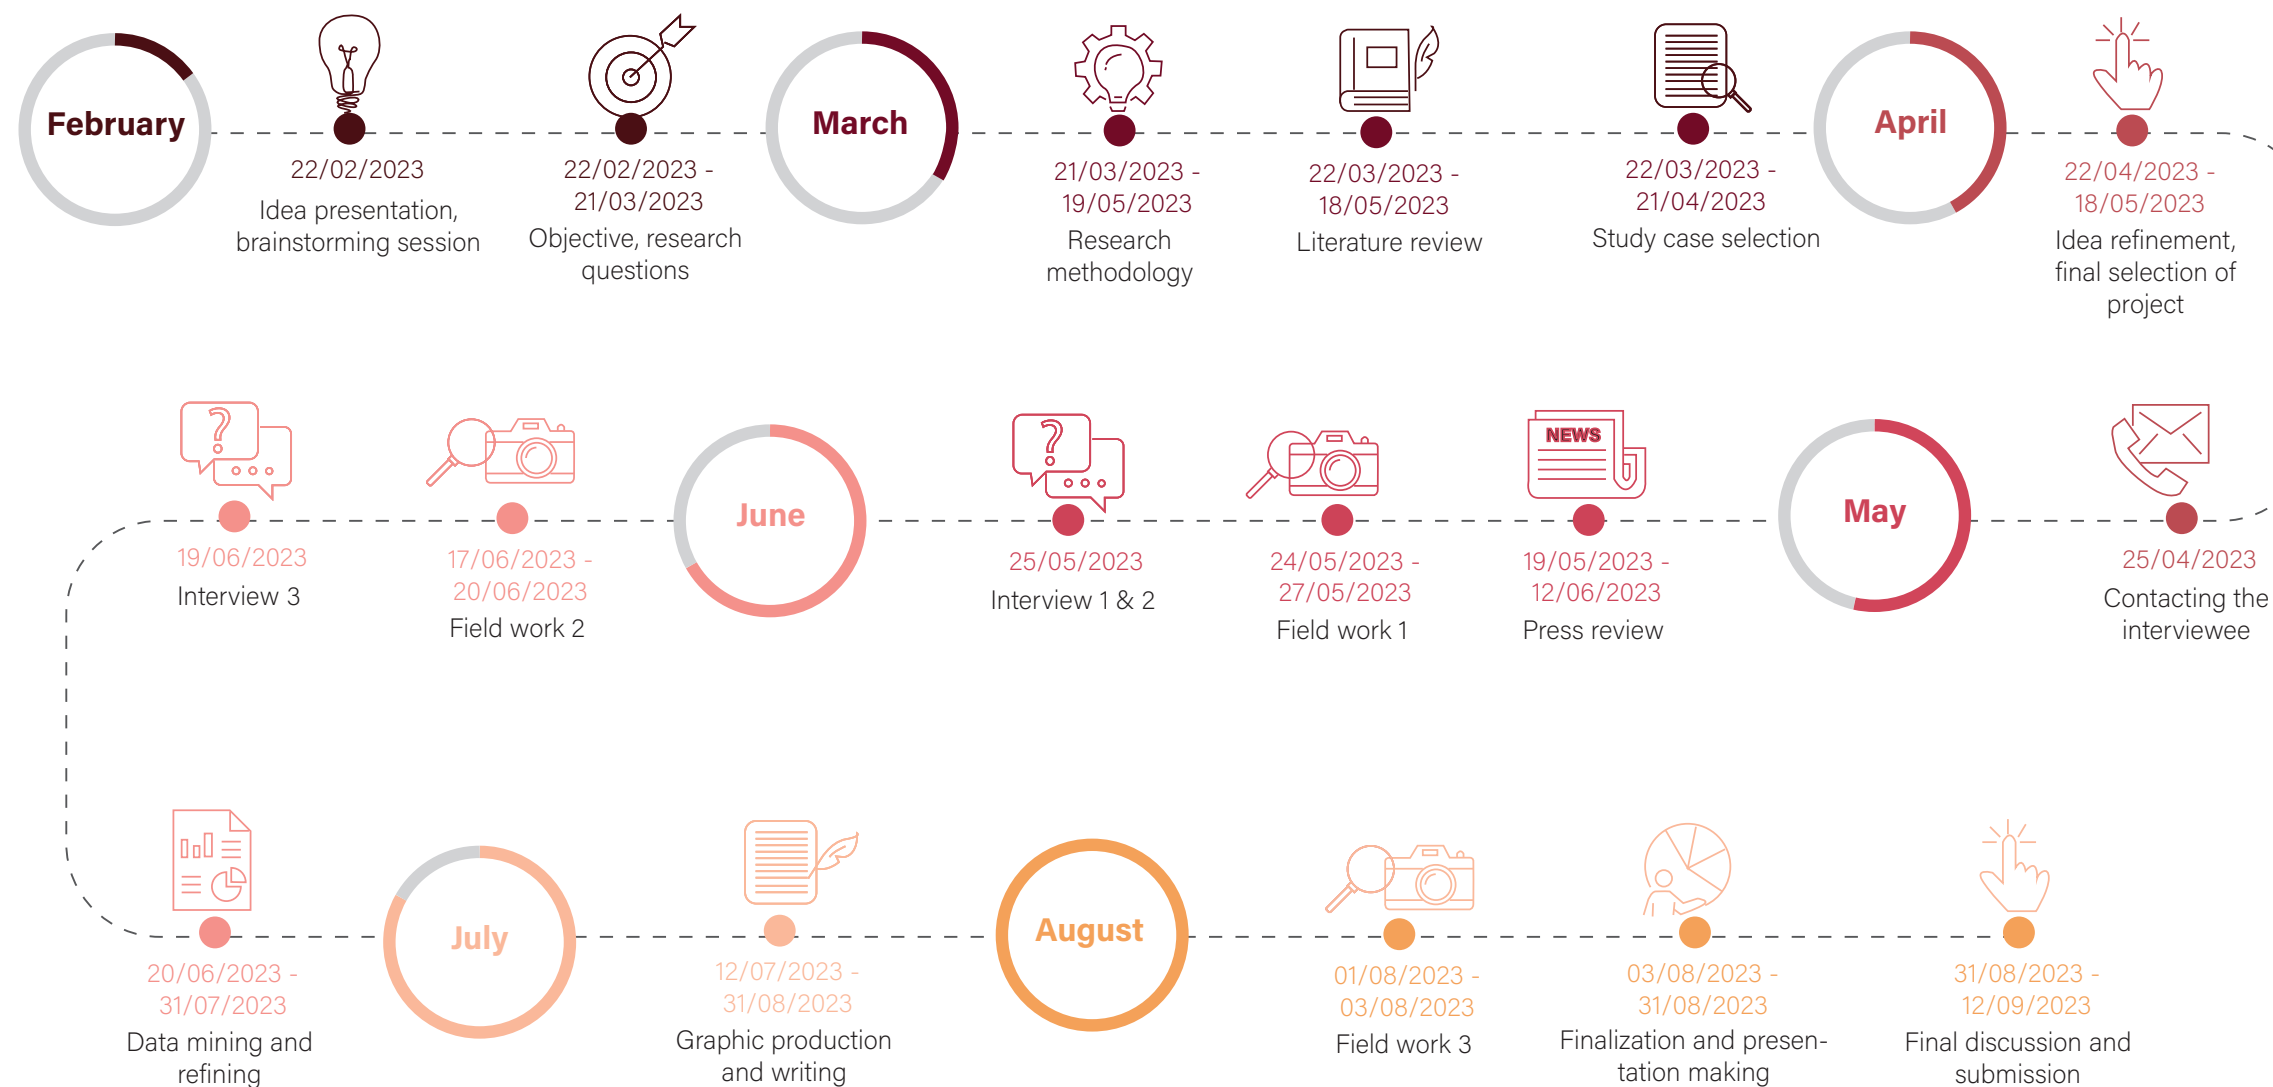 February
22/02/2023
Idea presentation,
brainstorming session
22/02/2023 -
21/03/2023
Objective, research
questions
March
21/03/2023 -
19/05/2023
Research
methodology
22/03/2023 -
18/05/2023
Literature review
22/03/2023 -
21/04/2023
Study case selection
April
22/04/2023 -
18/05/2023
Idea refinement,
final selection of
project
25/04/2023
Contacting the
interviewee
May
NEWS
19/05/2023 -
12/06/2023
Press review
24/05/2023 -
27/05/2023
Field work 1
?
25/05/2023
Interview 1 & 2
June
17/06/2023 -
20/06/2023
Field work 2
?
19/06/2023
Interview 3
20/06/2023 -
31/07/2023
Data mining and
refining
July
12/07/2023 -
31/08/2023
Graphic production
and writing
August
01/08/2023 -
03/08/2023
Field work 3
03/08/2023 -
31/08/2023
Finalization and presen-
tation making
31/08/2023 -
12/09/2023
Final discussion and
submission